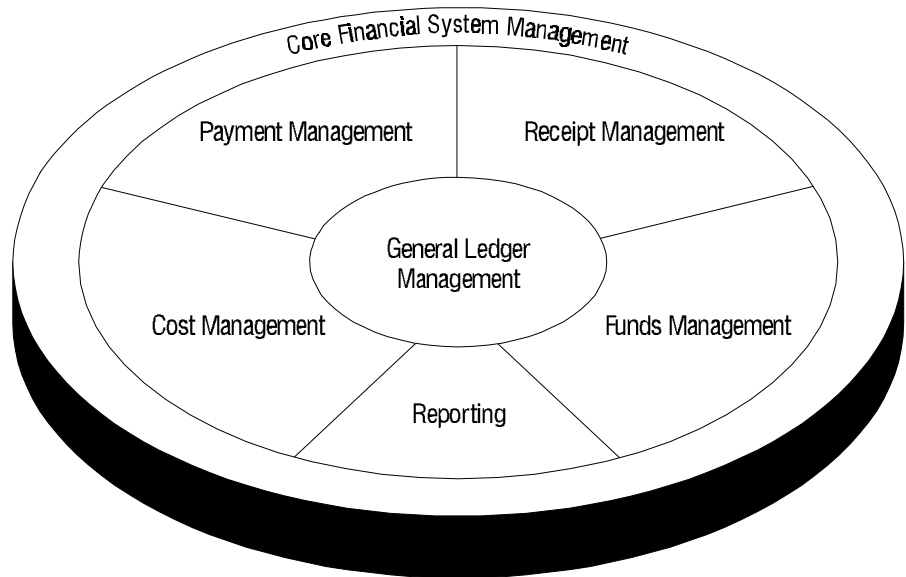 Core Financial System Management
Payment Management
Receipt Management
General Ledger
Management
Cost Management
Funds Management
Reporting